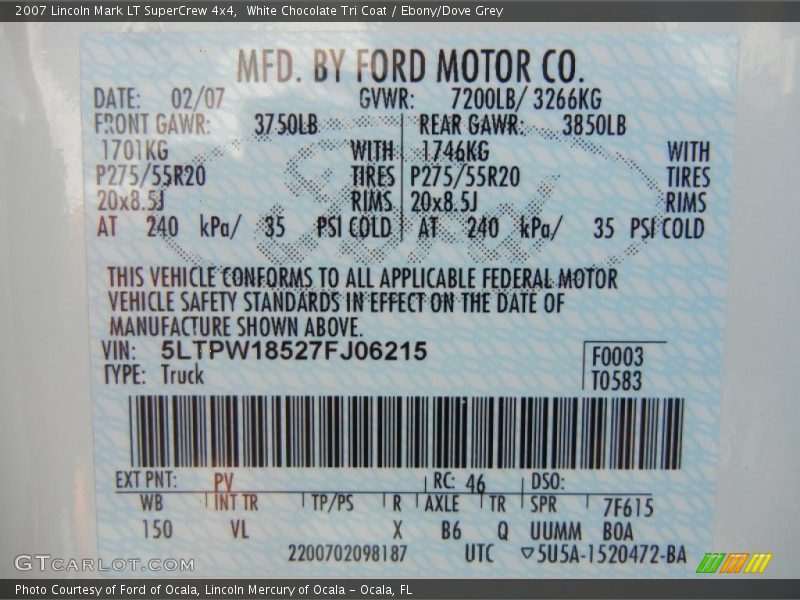 2007 Lincoln Mark LT SuperCrew 4x4,  White Chocolate Tri Coat / Ebony/Dove Grey
MFD. BY FORD MOTOR CO.
DATE: 02/07 GVWR: 7200LB/ 3266KG
FRONT GAWR: 3750LB REAR GAWR: 3850LB
1701KG WITH 1746KG WITH
P275/55R20 TIRES P275/55R20 TIRES
20x8.5J RIMS 20x8.5J RIMS
AT 240 kPa/ 35 PSI COLD AT 240 kPa/ 35 PSI COLD
THIS VEHICLE CONFORMS TO ALL APPLICABLE FEDERAL MOTOR
VEHICLE SAFETY STANDARDS IN EFFECT ON THE DATE OF
MANUFACTURE SHOWN ABOVE.
VIN: 5LTPW18527FJ06215 F0003
TYPE: Truck T0583
EXT PNT: PV RC: 46 DSO:
WB INT TR TP/PS R AXLE TR SPR 7F615
150 VL X B6 Q UUMM BOA
2200702098187 UTC ▽5U5A-1520472-BA
GTCARLOT.COM
Photo Courtesy of Ford of Ocala, Lincoln Mercury of Ocala - Ocala, FL